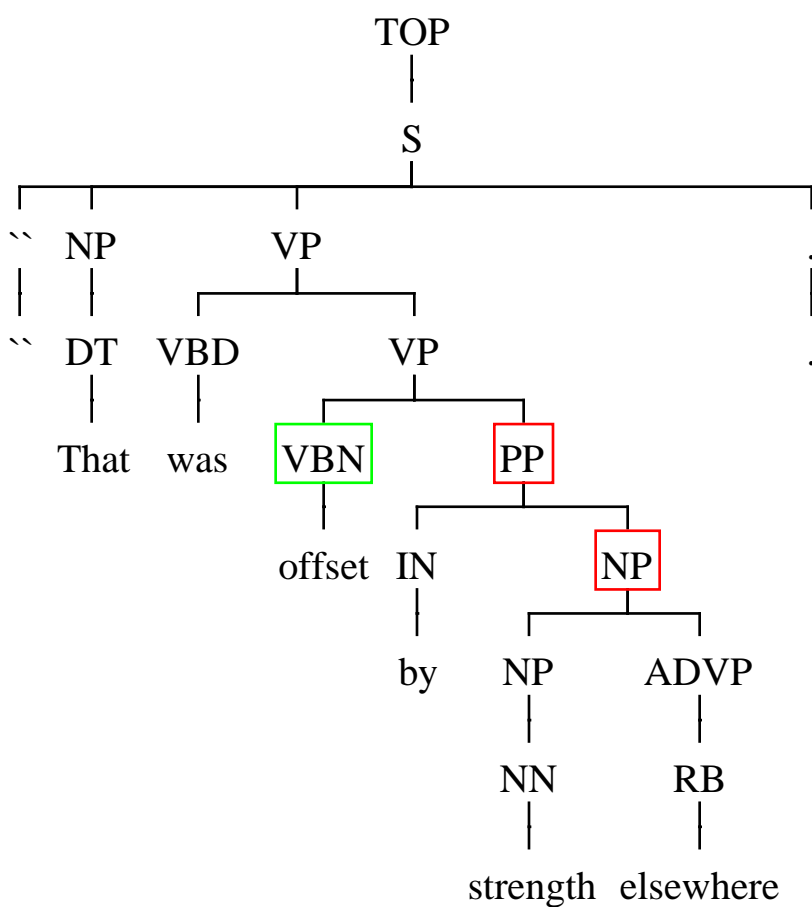 TOP
S
`` NP VP .
`` DT VBD VP .
That was VBN PP
offset IN NP
by NP ADVP
NN RB
strength elsewhere